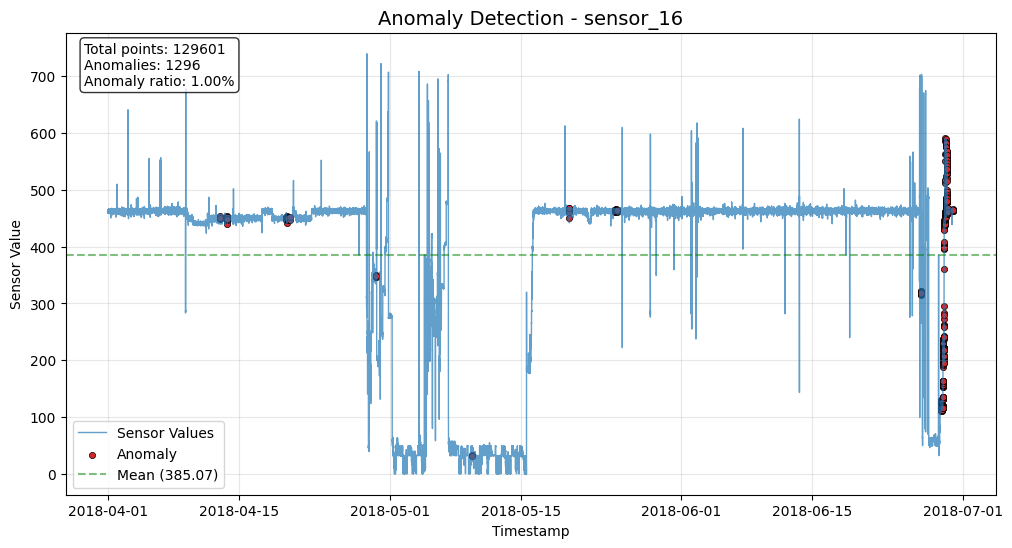 Anomaly Detection - sensor_16
Total points: 129601
Anomalies: 1296
Anomaly ratio: 1.00%
Sensor Value
700
600
500
400
300
200
100
0
Sensor Values
Anomaly
Mean (385.07)
2018-04-01
2018-04-15
2018-05-01
2018-05-15
2018-06-01
2018-06-15
2018-07-01
Timestamp